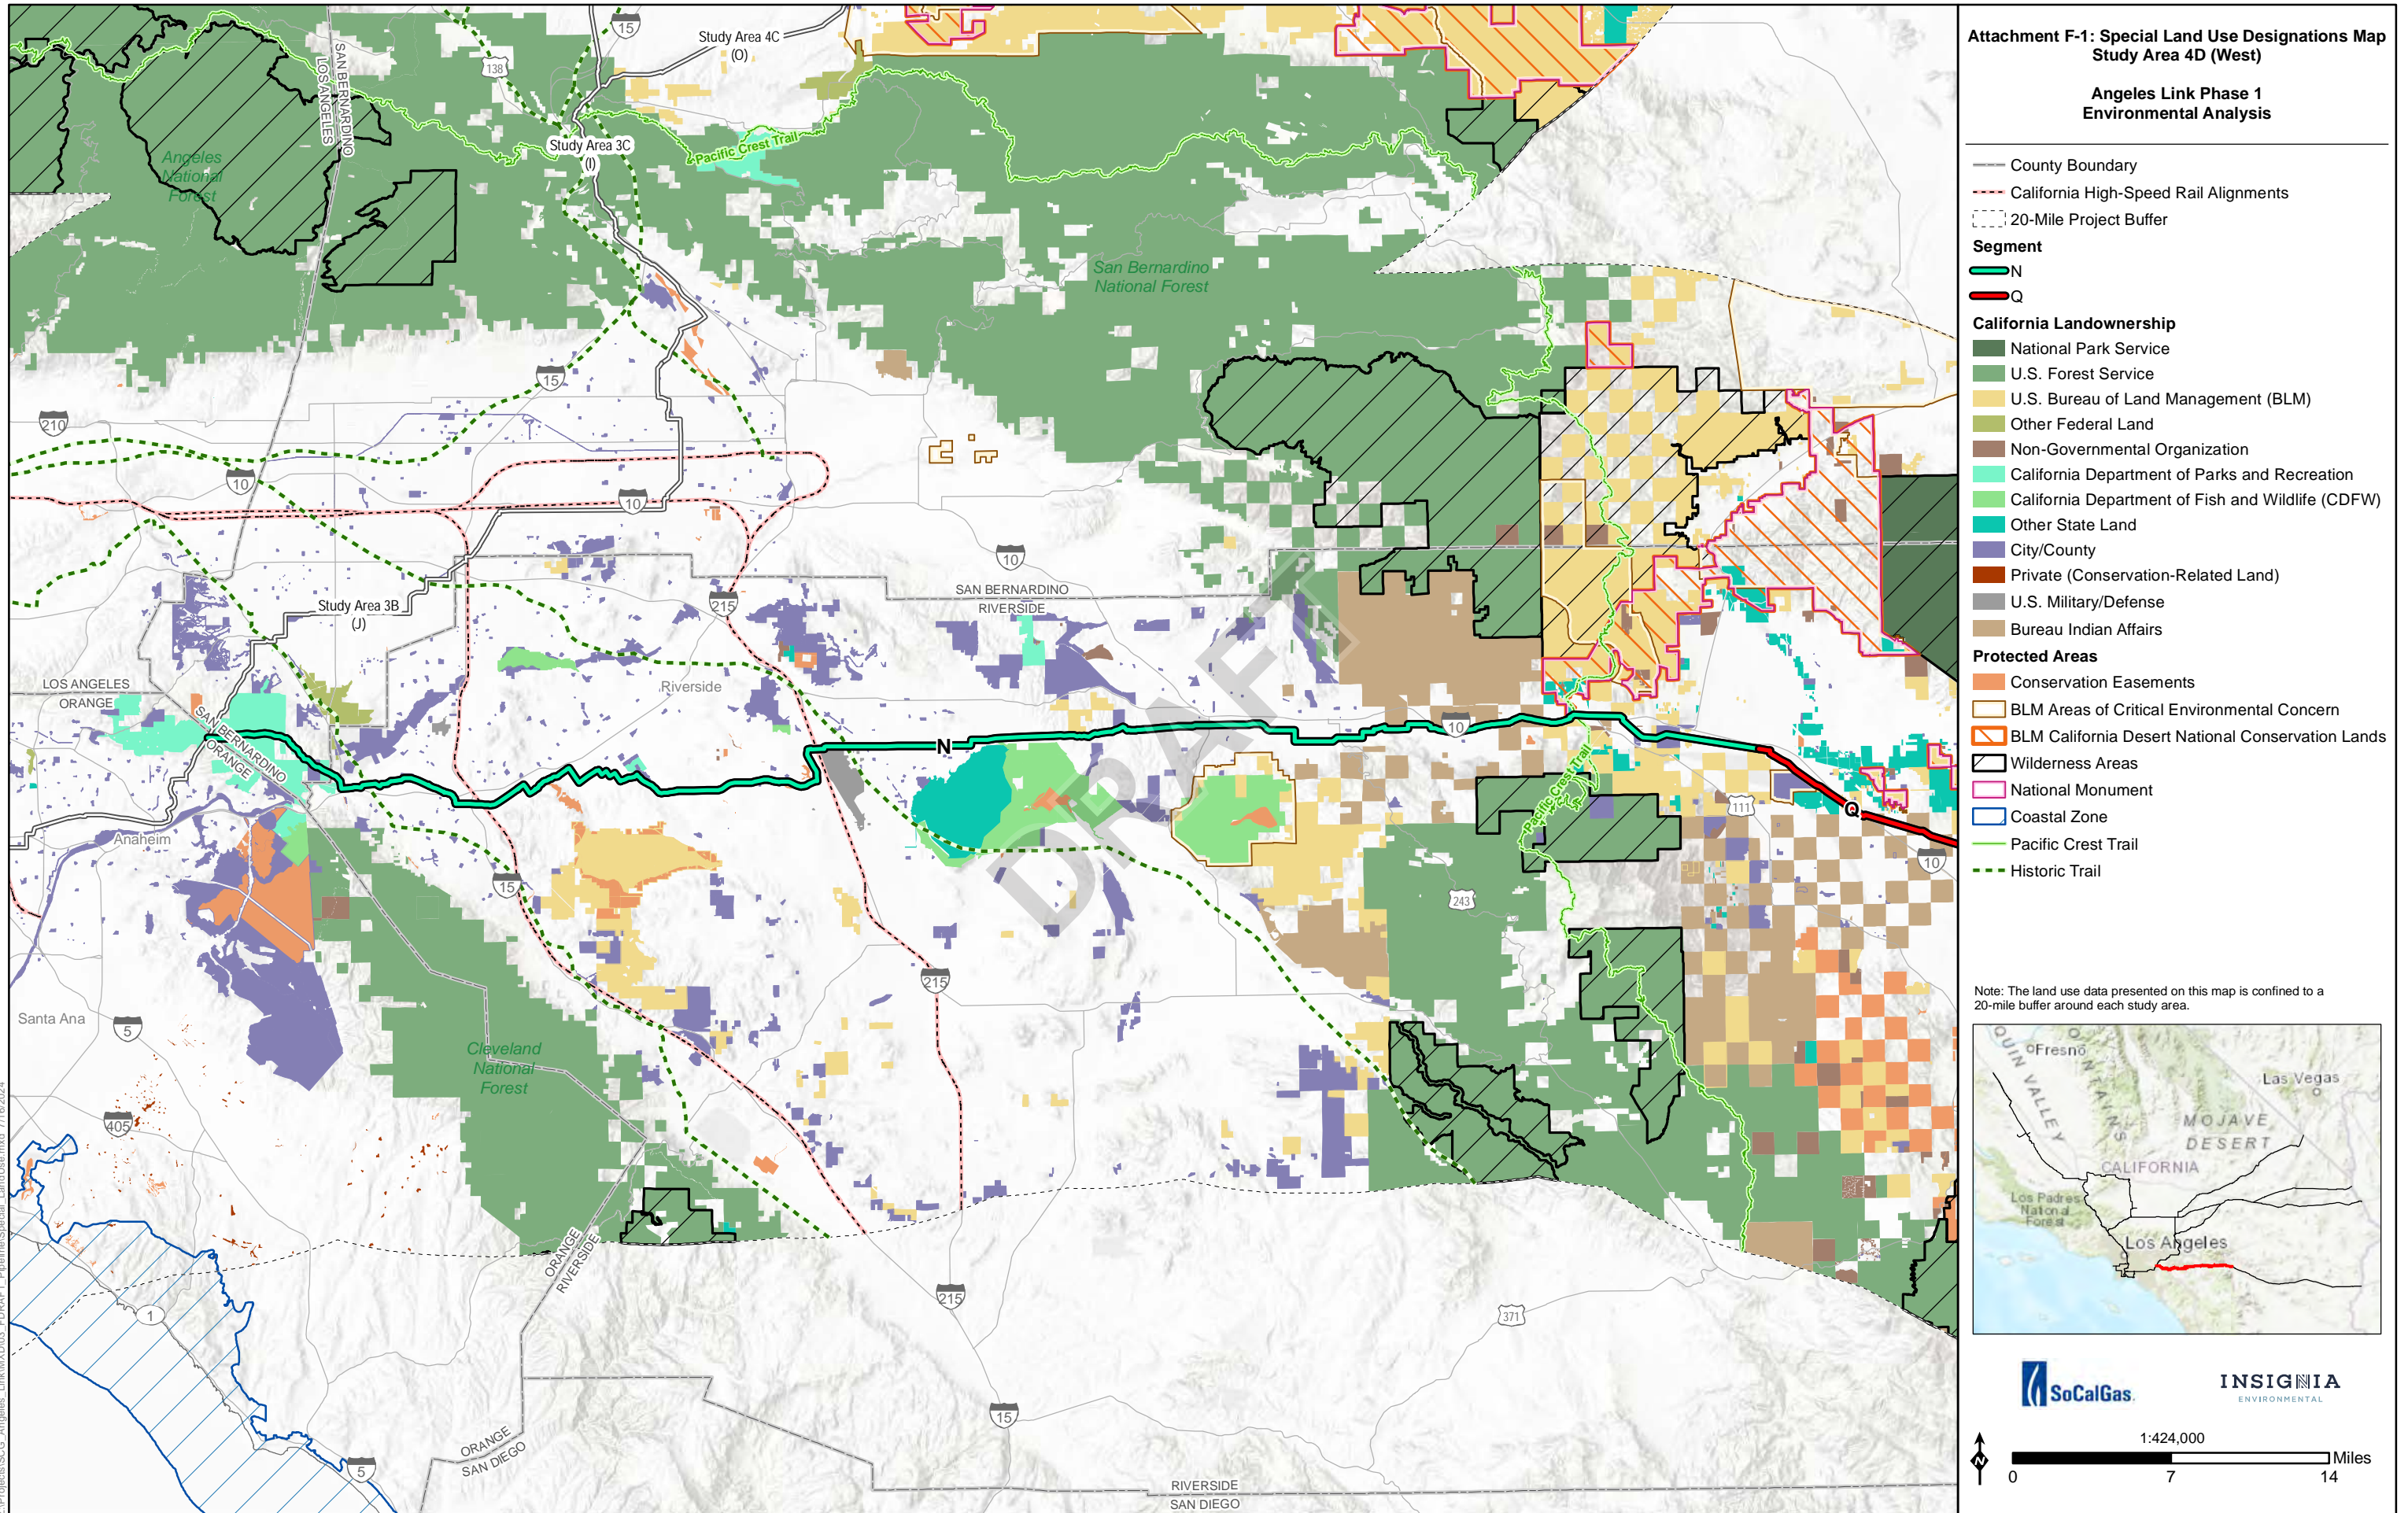 Attachment F-1: Special Land Use Designations Map
Study Area 4D (West)
Angeles Link Phase 1
Environmental Analysis
County Boundary
California High-Speed Rail Alignments
20-Mile Project Buffer
Segment
N
Q
California Landownership
National Park Service
U.S. Forest Service
U.S. Bureau of Land Management (BLM)
Other Federal Land
Non-Governmental Organization
California Department of Parks and Recreation
California Department of Fish and Wildlife (CDFW)
Other State Land
City/County
Private (Conservation-Related Land)
U.S. Military/Defense
Bureau Indian Affairs
Protected Areas
Conservation Easements
BLM Areas of Critical Environmental Concern
BLM California Desert National Conservation Lands
Wilderness Areas
National Monument
Coastal Zone
Pacific Crest Trail
Historic Trail
Note: The land use data presented on this map is confined to a
20-mile buffer around each study area.
Fresno
Las Vegas
MOJAVE
DESERT
CALIFORNIA
Los Padres
National
Forest
Los Angeles
SoCalGas.
INSIGNIA
ENVIRONMENTAL
1:424,000
Miles
0
7
14
N
15
Study Area 4C
(O)
138
SAN BERNARDINO
LOS ANGELES
Study Area 3C
(I)
Pacific Crest Trail
Angeles
National
Forest
San Bernardino
National Forest
15
210
10
10
10
SAN BERNARDINO
RIVERSIDE
Study Area 3B
(J)
215
LOS ANGELES
ORANGE
Riverside
SAN BERNARDINO
ORANGE
N
10
Pacific Crest Trail
111
Q
10
Anaheim
15
243
DRAFT
215
Santa Ana
5
Cleveland
National
Forest
405
ORANGE
RIVERSIDE
215
1
371
15
ORANGE
SAN DIEGO
5
RIVERSIDE
SAN DIEGO